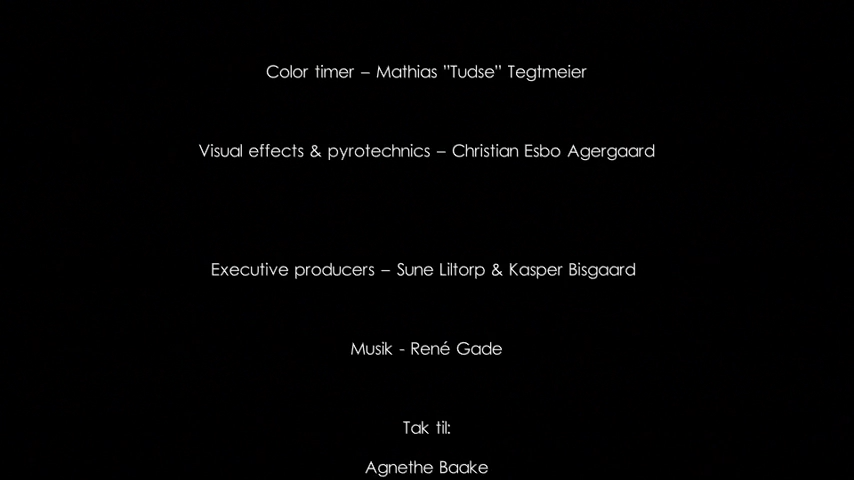 Color timer – Mathias "Tudse" Tegtmeier
Visual effects & pyrotechnics – Christian Esbo Agergaard
Executive producers – Sune Liltorp & Kasper Bisgaard
Musik - René Gade
Tak til:
Agnethe Baake